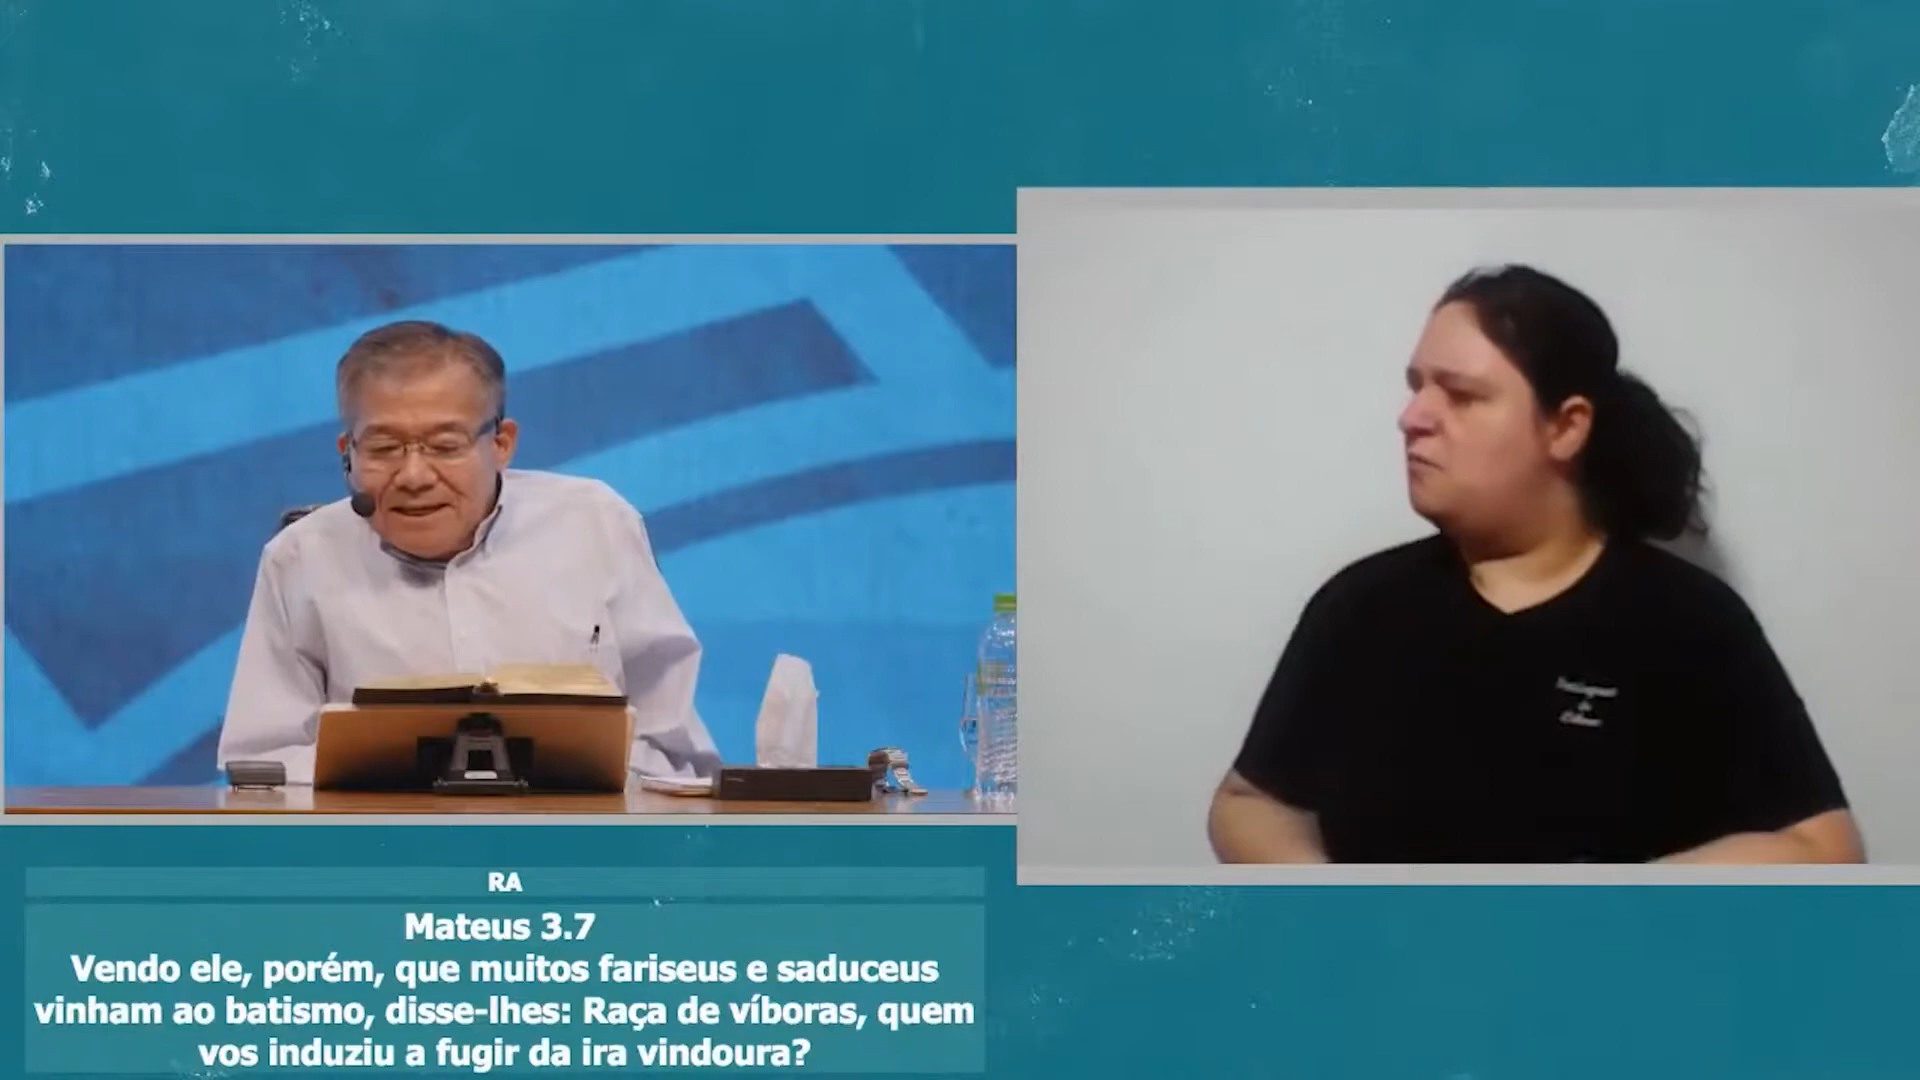 RA
Mateus 3.7
Vendo ele, porém, que muitos fariseus e saduceus
vinham ao batismo, disse-lhes: Raça de víboras, quem
vos induziu a fugir da ira vindoura?